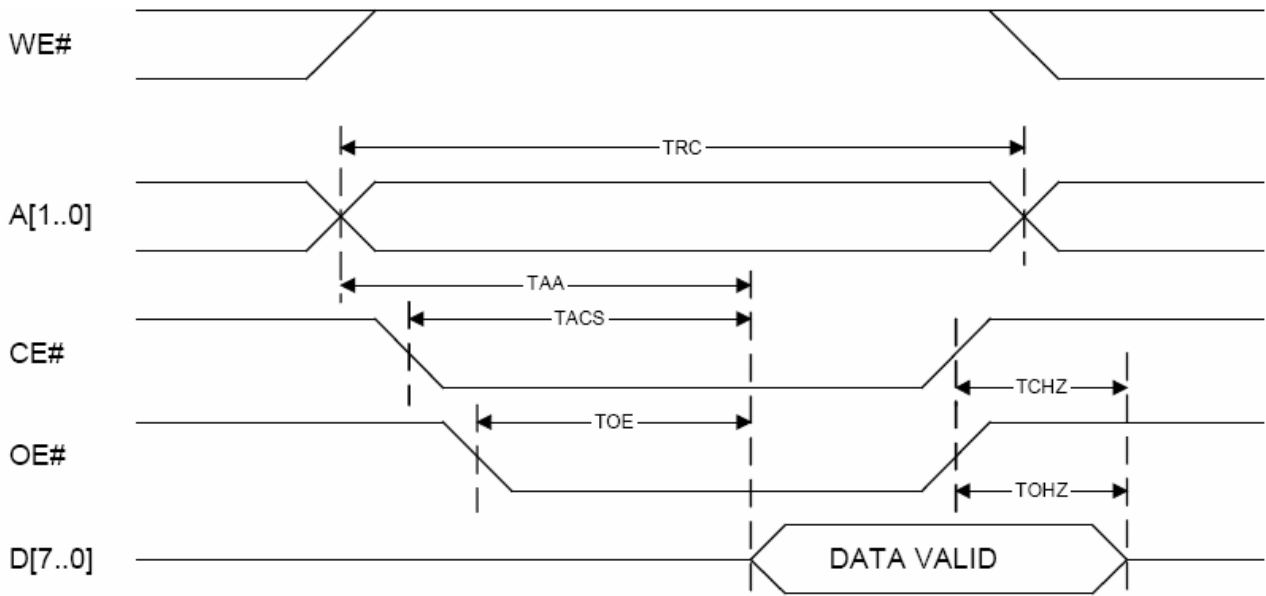 WE#
TRC
A[1..0]
TAA
TACS
CE#
TCHZ
TOE
OE#
TOHZ
D[7..0] DATA VALID